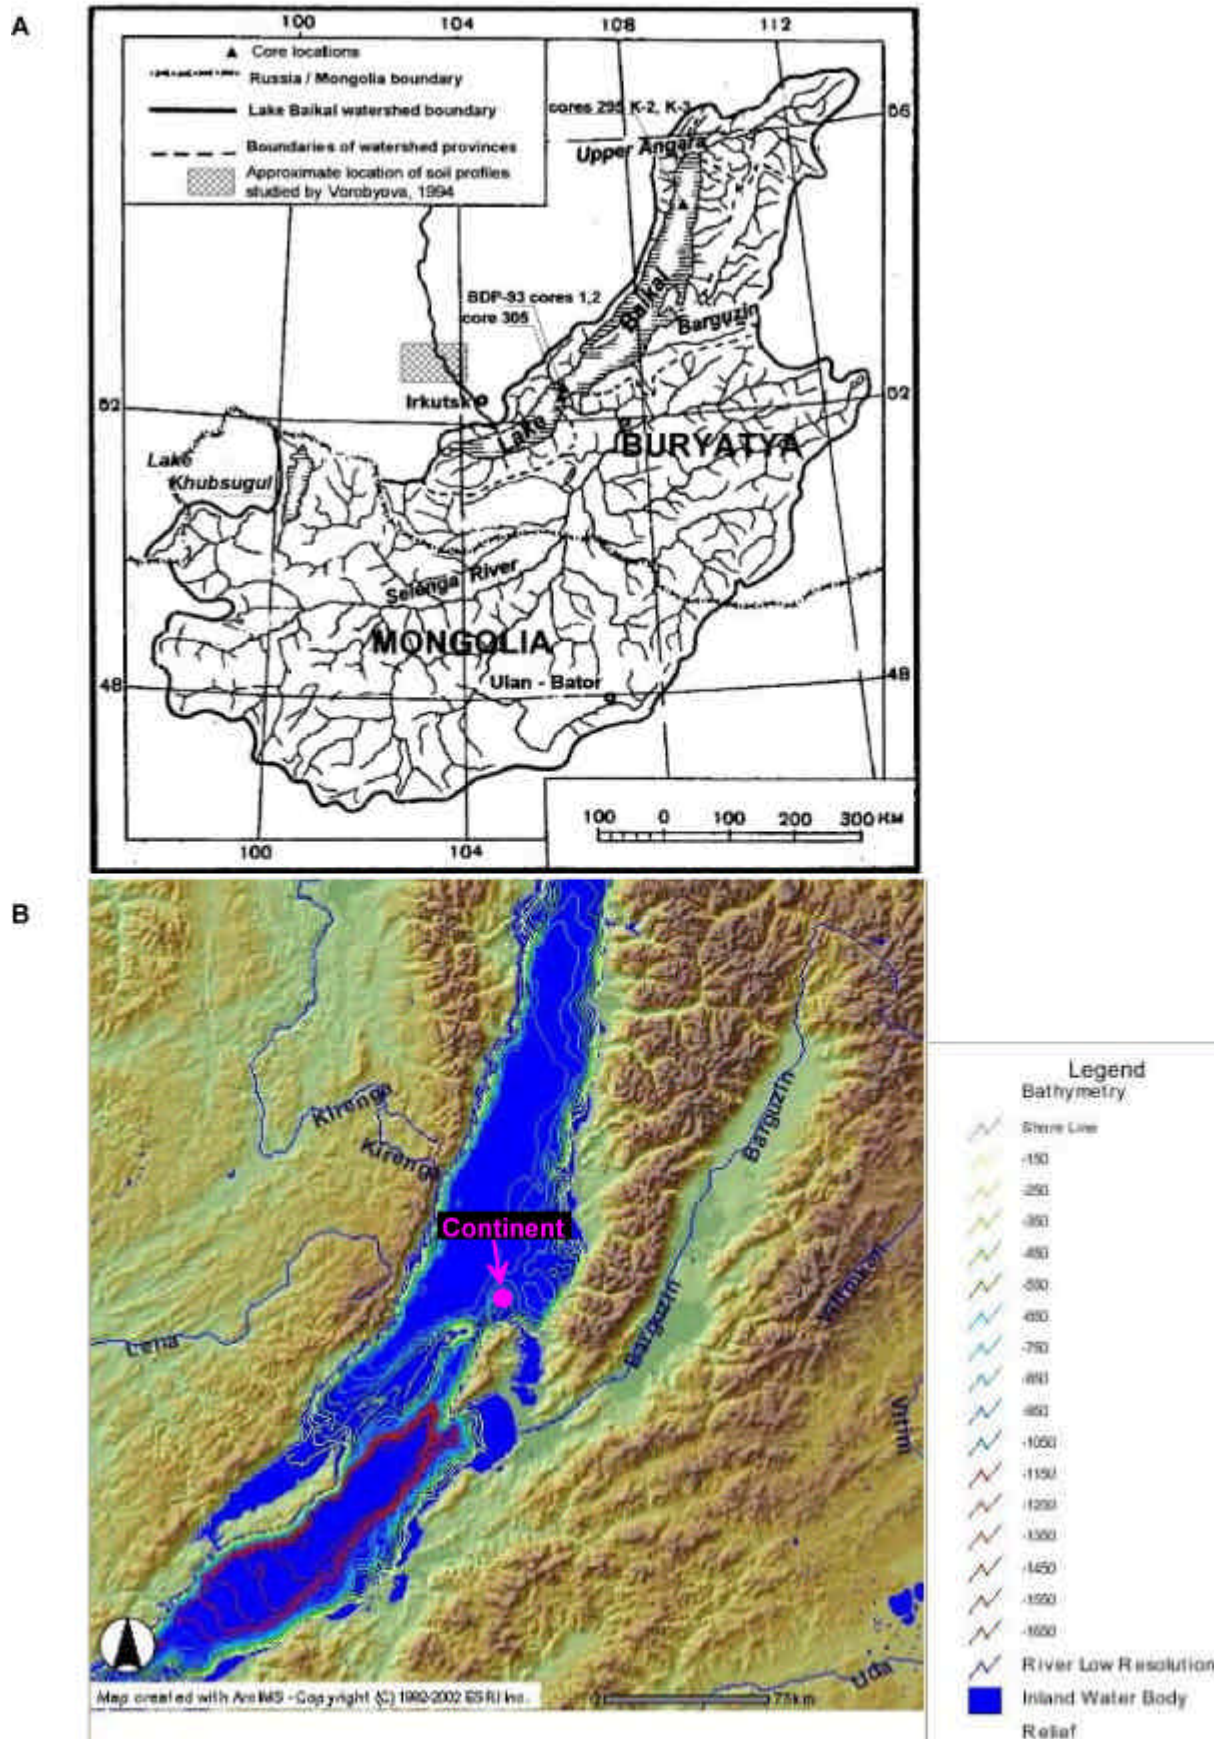 A
100 104 108 112
Core locations
Russia / Mongolia boundary
Lake Baikal watershed boundary
Boundaries of watershed provinces
Approximate location of soil profiles
studied by Vorobyova, 1994
cores 295 K-2, K-3
56
Upper Angara
BDP-93 cores 1,2
core 305
Baikal
Barguzin
Irkutsk
52
52
Lake
BURYATYA
Lake
Khubsugul
Selenga River
MONGOLIA
Ulan - Bator
48
48
100 0 100 200 300 KM
100 104
B
Kirenga
Kirenga
Barguzin
Continent
Barguzin
Lena
Vitim
Uda
Map created with ArcIMS - Copyright (C) 1992-2002 ESRI Inc.
0 75km
Legend
Bathymetry
Shore Line
-150
-250
-350
-450
-550
-650
-750
-850
-950
-1050
-1150
-1350
-1450
-1550
-1650
River Low Resolution
Inland Water Body
Relief